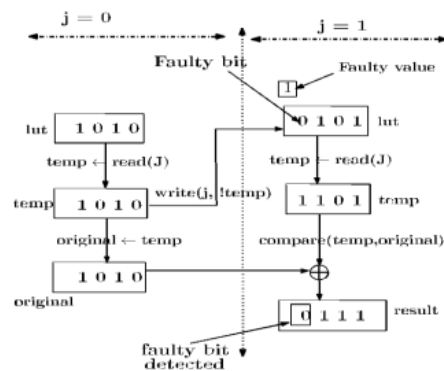 j = 0
j = 1
Faulty bit
Faulty value
1
lut
1 0 1 0
0 1 0 1
lut
temp ← read(J)
temp ← read(J)
temp
1 0 1 0
write(j, !temp)
1 1 0 1
temp
original ← temp
compare(temp,original)
1 0 1 0
original
0 1 1 1
result
faulty bit
detected